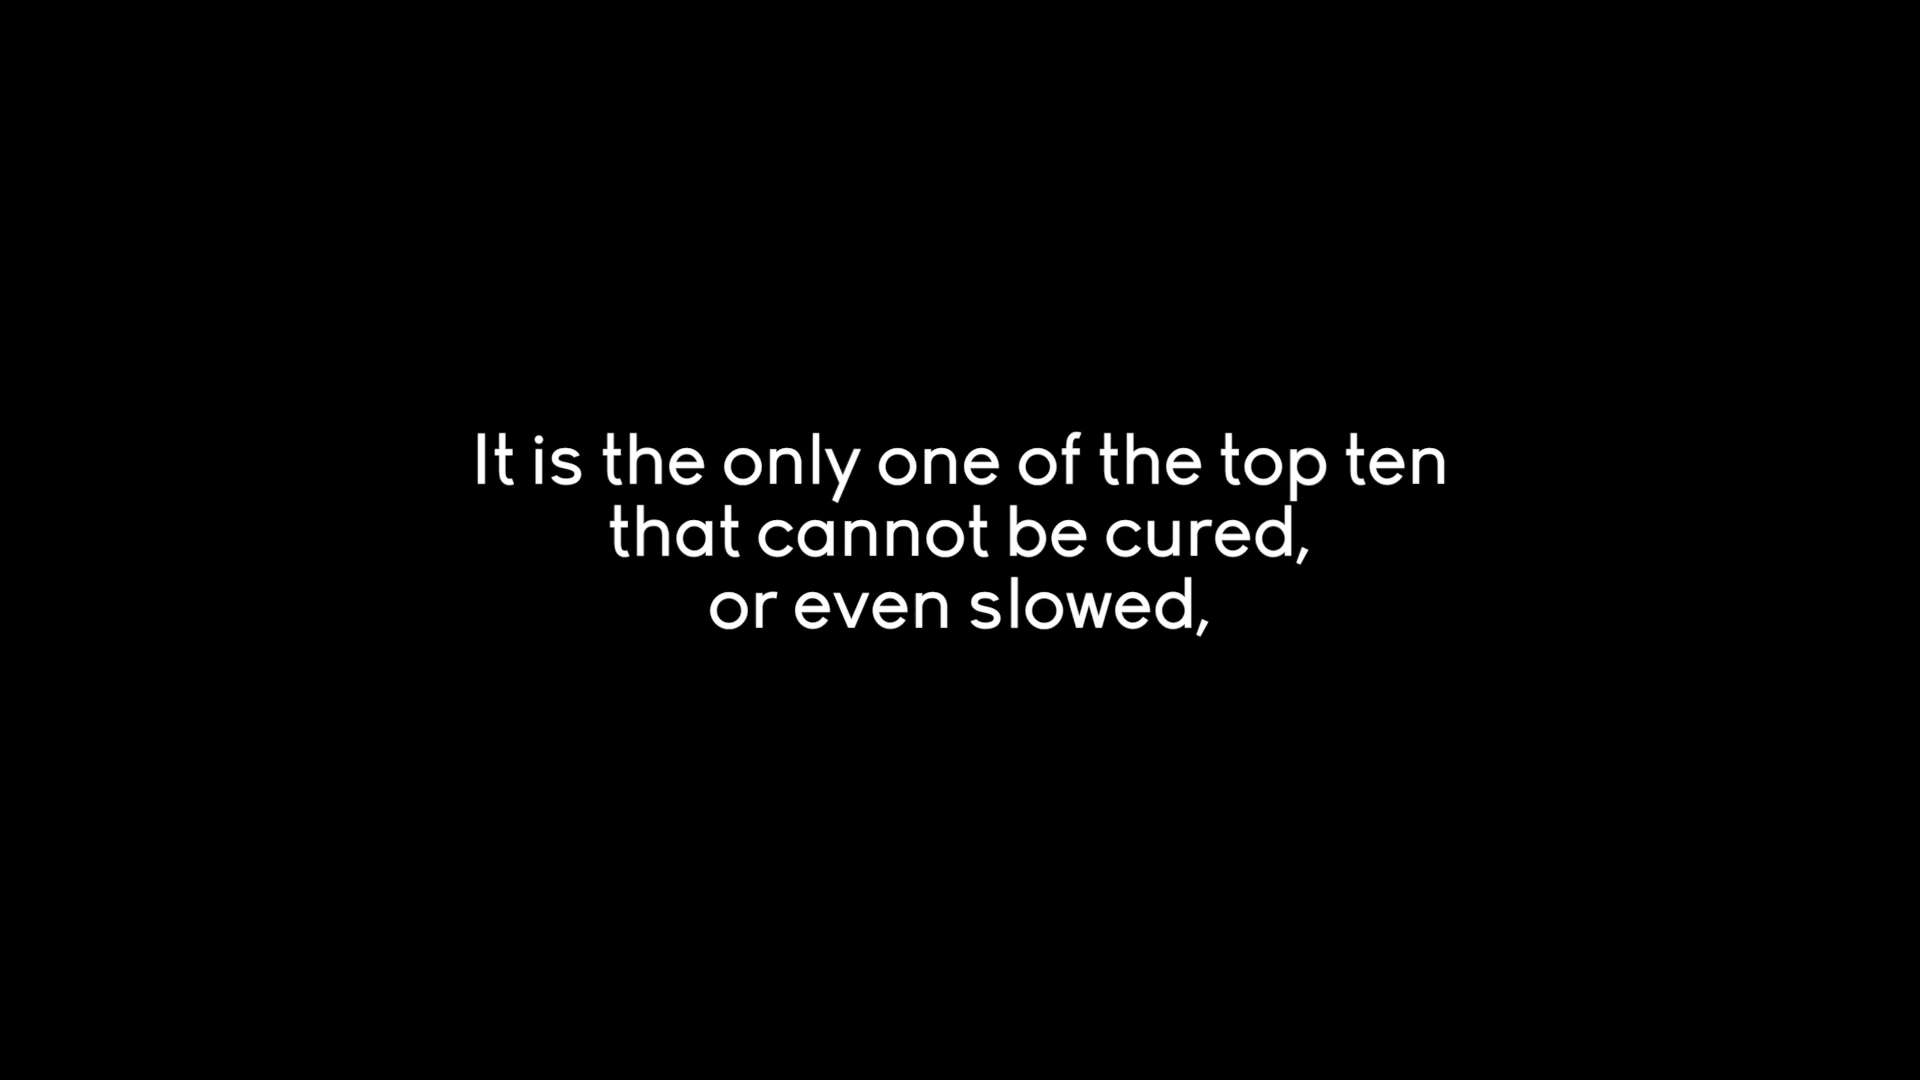 It is the only one of the top ten
that cannot be cured,
or even slowed,